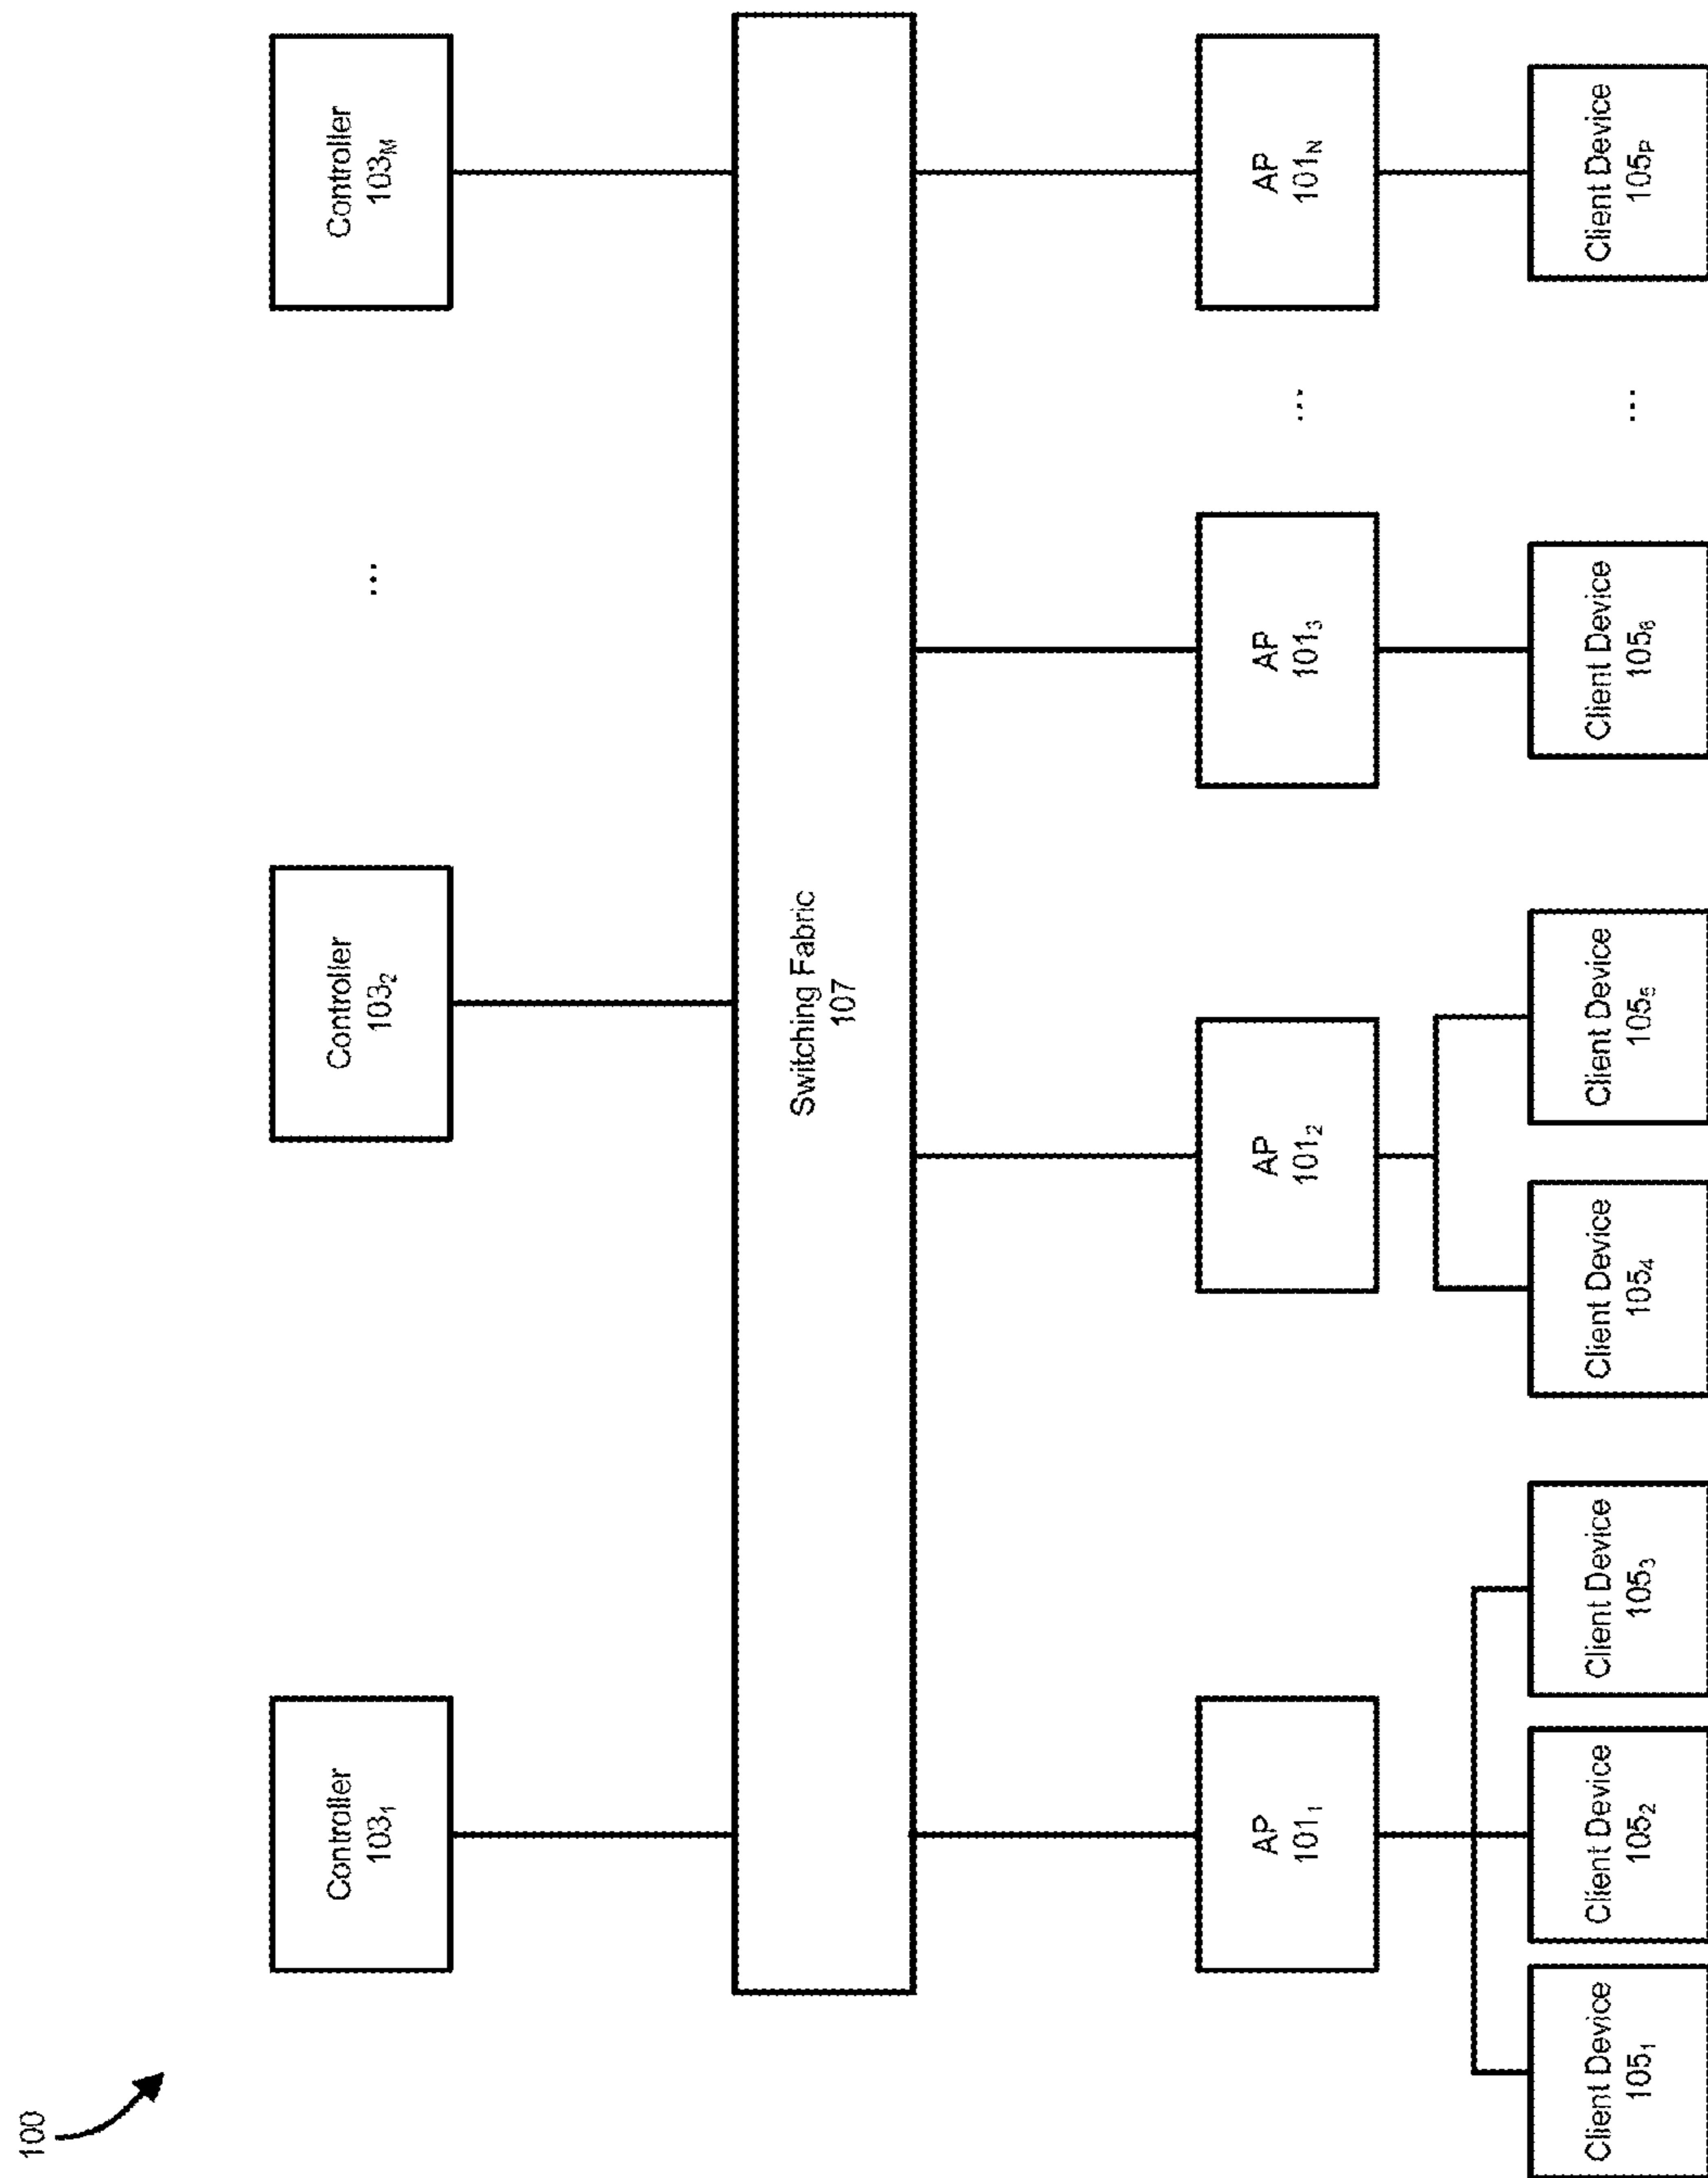 100
Controller
103₁
Controller
103₂
...
Controller
103M
Switching Fabric
107
AP
101₁
AP
101₂
AP
101₃
...
AP
101N
Client Device
105₁
Client Device
105₂
Client Device
105₃
Client Device
105₄
Client Device
105₅
Client Device
105₆
...
Client Device
105P